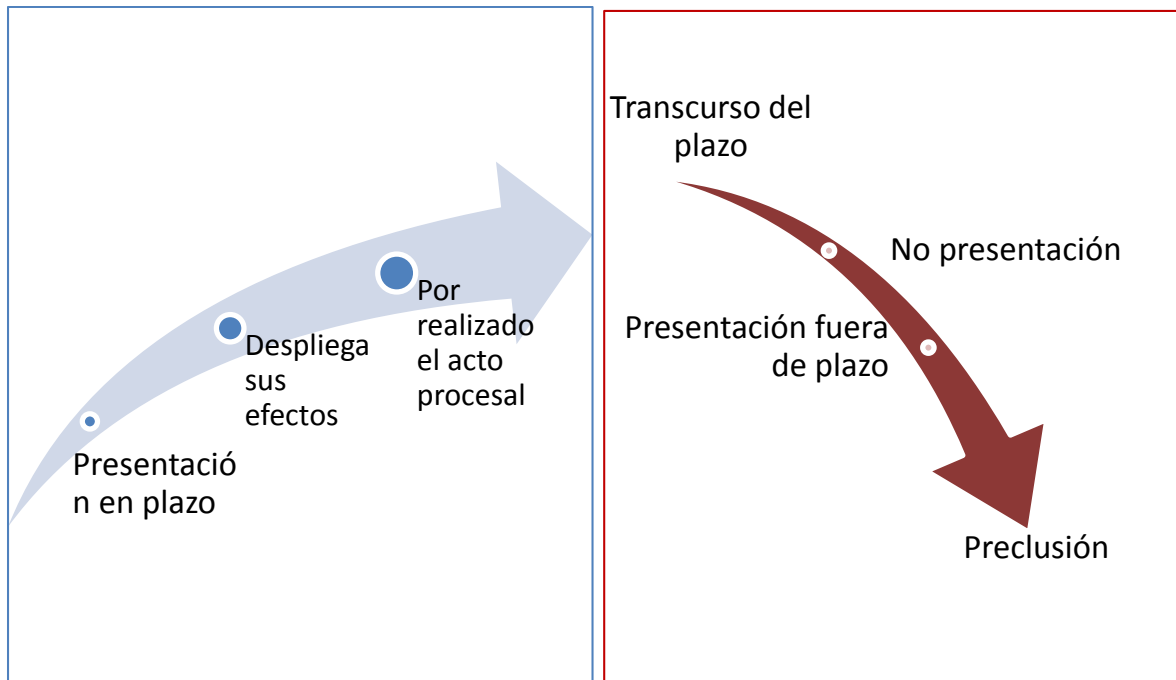 Presentació
n en plazo
Despliega
sus
efectos
Por
realizado
el acto
procesal
Transcurso del
plazo
No presentación
Presentación fuera
de plazo
Preclusión